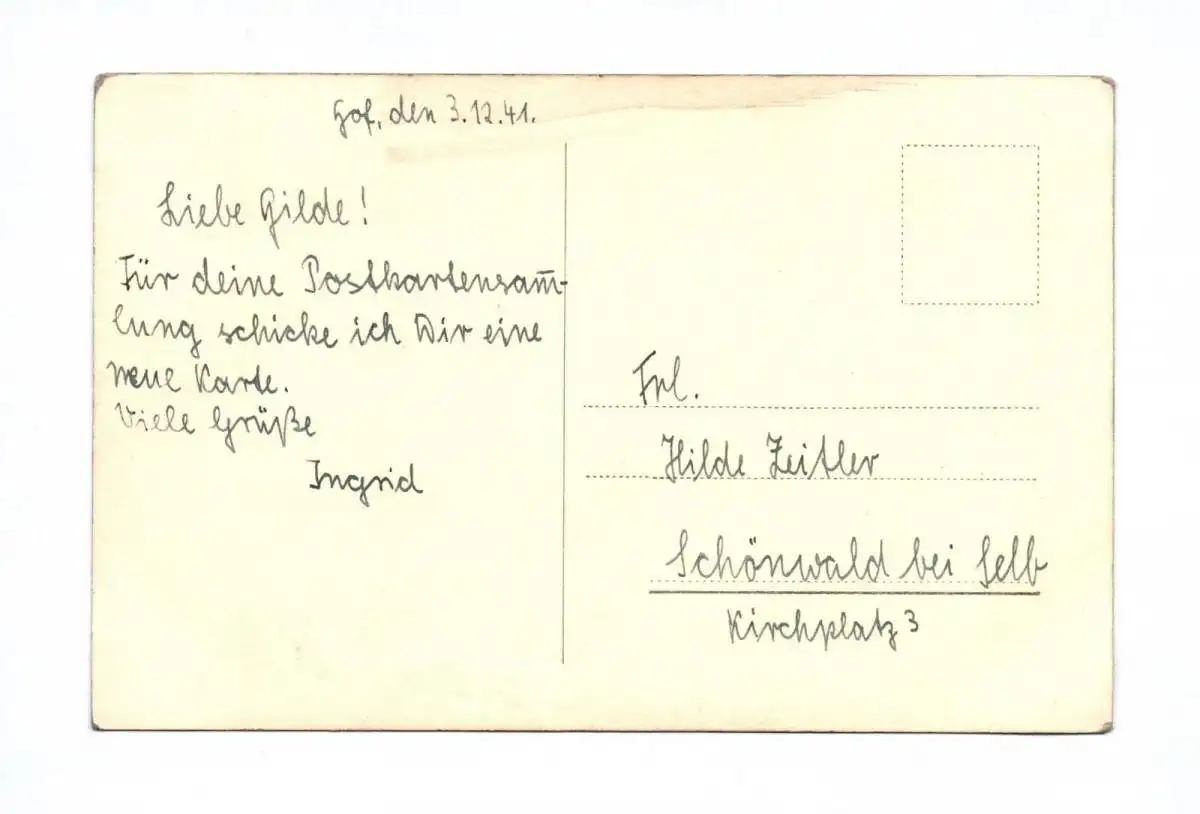 Hof, den 3.12.41.
Liebe Hilde!
Für deine Postkartensam̅-
lung schicke ich Dir eine
neue Karte.
Viele Grüße
Ingrid
Frl.
Hilde Zeitler
Schönwald bei Selb
Kirchplatz 3